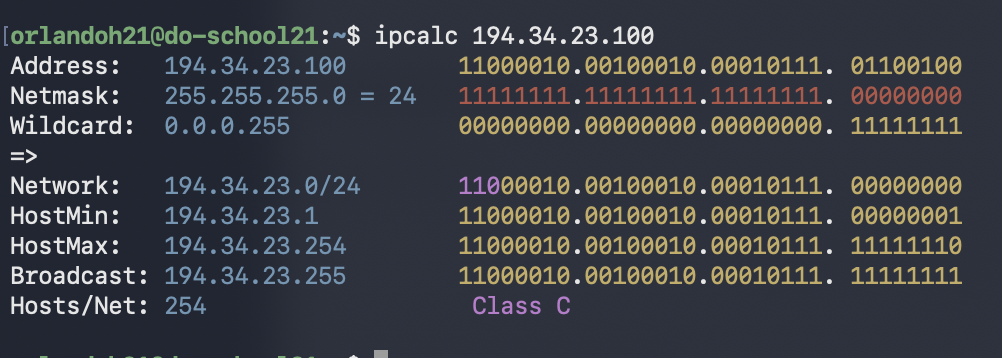 [orlandoh21@do-school21:~$ ipcalc 194.34.23.100
Address:   194.34.23.100        11000010.00100010.00010111. 01100100
Netmask:   255.255.255.0 = 24   11111111.11111111.11111111. 00000000
Wildcard:  0.0.0.255            00000000.00000000.00000000. 11111111
=>
Network:   194.34.23.0/24       11000010.00100010.00010111. 00000000
HostMin:   194.34.23.1          11000010.00100010.00010111. 00000001
HostMax:   194.34.23.254        11000010.00100010.00010111. 11111110
Broadcast: 194.34.23.255        11000010.00100010.00010111. 11111111
Hosts/Net: 254                   Class C